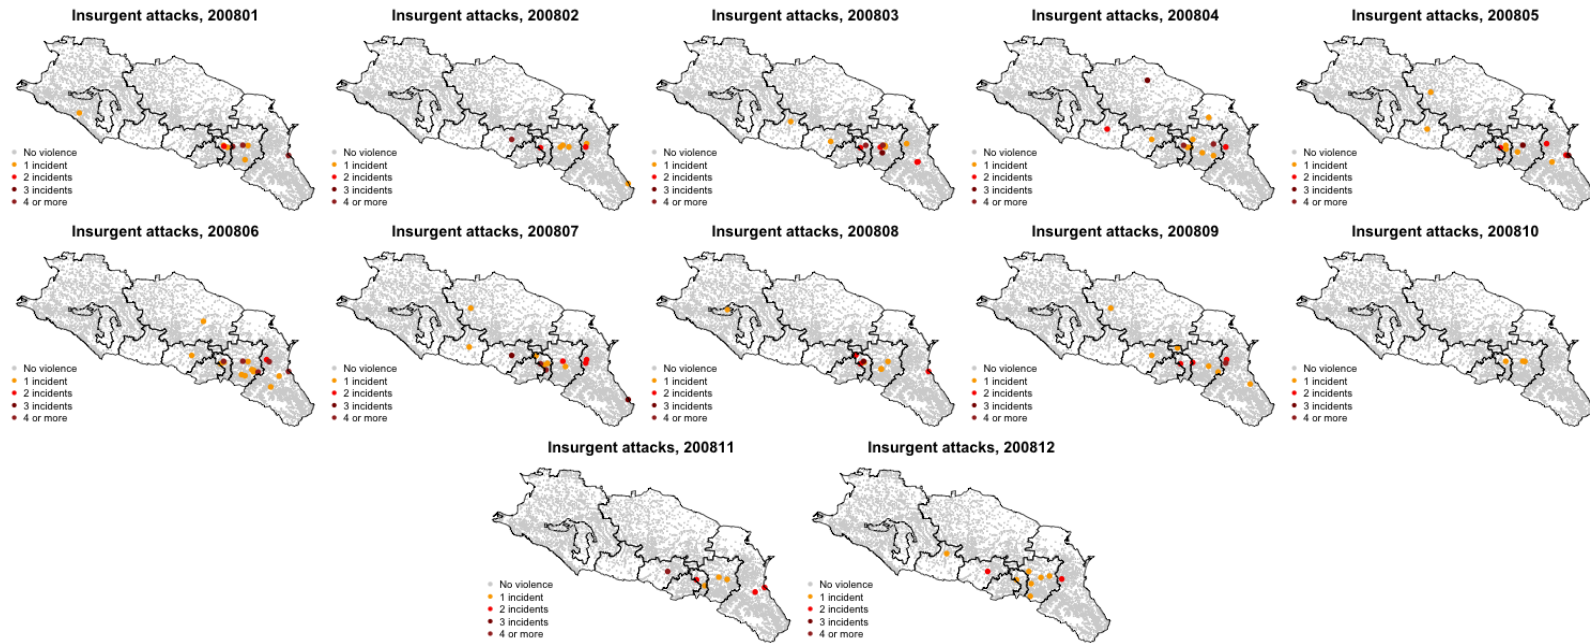 Insurgent attacks, 200801
No violence
1 incident
2 incidents
3 incidents
4 or more
Insurgent attacks, 200802
No violence
1 incident
2 incidents
3 incidents
4 or more
Insurgent attacks, 200803
No violence
1 incident
2 incidents
3 incidents
4 or more
Insurgent attacks, 200804
No violence
1 incident
2 incidents
3 incidents
4 or more
Insurgent attacks, 200805
No violence
1 incident
2 incidents
3 incidents
4 or more
Insurgent attacks, 200806
No violence
1 incident
2 incidents
3 incidents
4 or more
Insurgent attacks, 200807
No violence
1 incident
2 incidents
3 incidents
4 or more
Insurgent attacks, 200808
No violence
1 incident
2 incidents
3 incidents
4 or more
Insurgent attacks, 200809
No violence
1 incident
2 incidents
3 incidents
4 or more
Insurgent attacks, 200810
No violence
1 incident
2 incidents
3 incidents
4 or more
Insurgent attacks, 200811
No violence
1 incident
2 incidents
3 incidents
4 or more
Insurgent attacks, 200812
No violence
1 incident
2 incidents
3 incidents
4 or more